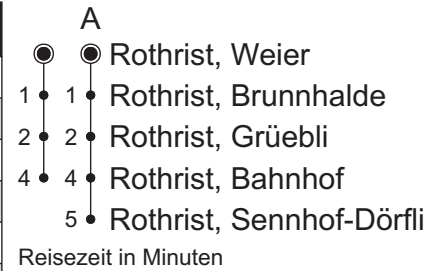 A
Rothrist, Weier
1 1 Rothrist, Brunnhalde
2 2 Rothrist, Grüebli
4 4 Rothrist, Bahnhof
5 Rothrist, Sennhof-Dörfli
Reisezeit in Minuten